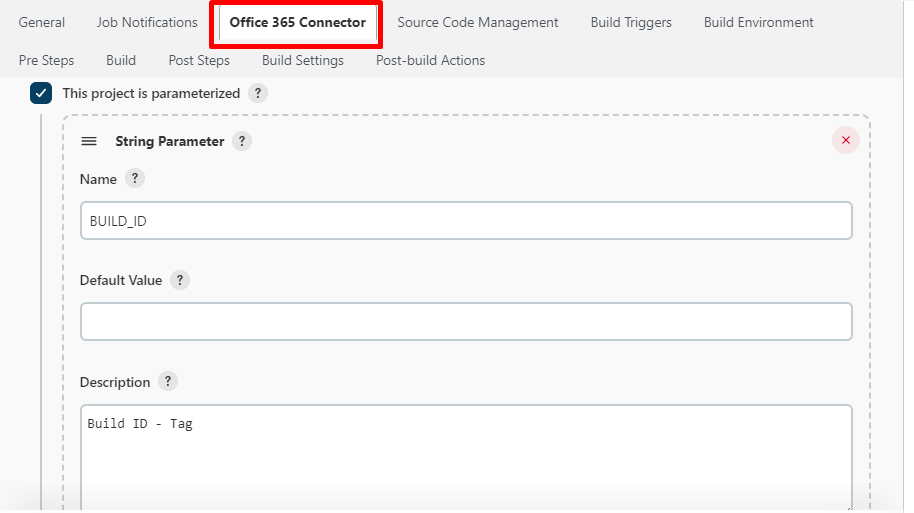 General Job Notifications Office 365 Connector Source Code Management Build Triggers Build Environment
Pre Steps Build Post Steps Build Settings Post-build Actions
This project is parameterized ?
String Parameter ?
Name ?
BUILD_ID
Default Value ?
Description ?
Build ID - Tag